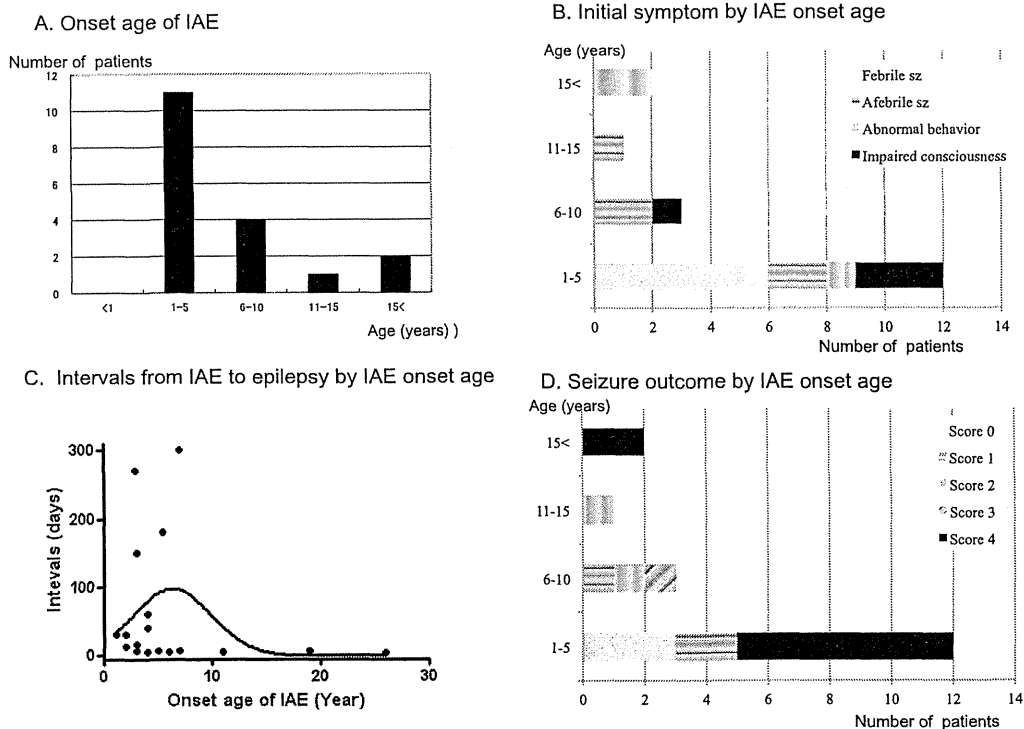 A. Onset age of IAE
Number of patients
12
10
8
6
4
2
0
<1 1-5 6-10 11-15 15<
Age (years) )
B. Initial symptom by IAE onset age
Age (years)
15<
11-15
6-10
1-5
Febrile sz
Afebrile sz
Abnormal behavior
Impaired consciousness
0 2 4 6 8 10 12 14
Number of patients
C. Intervals from IAE to epilepsy by IAE onset age
Intevals (days)
300
200
100
0
0 10 20 30
Onset age of IAE (Year)
D. Seizure outcome by IAE onset age
Age (years)
15<
11-15
6-10
1-5
Score 0
Score 1
Score 2
Score 3
Score 4
0 2 4 6 8 10 12 14
Number of patients